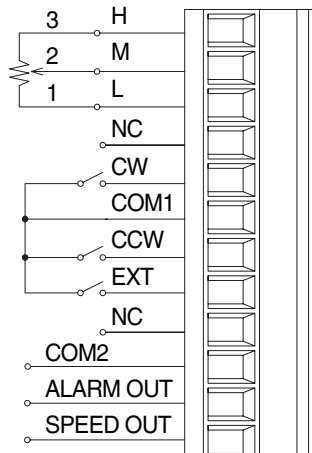 3 H
2 M
1 L
NC
CW
COM1
CCW
EXT
NC
COM2
ALARM OUT
SPEED OUT